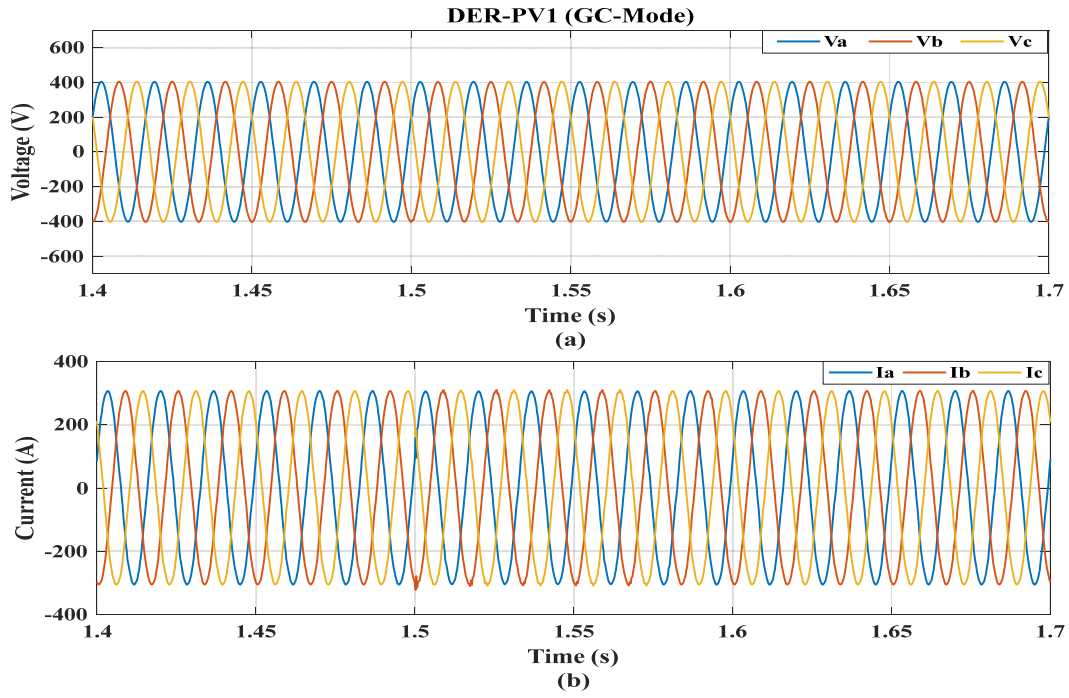 DER-PV1 (GC-Mode)
Va Vb Vc
600
400
200
0
-200
-400
-600
Voltage (V)
1.4 1.45 1.5 1.55 1.6 1.65 1.7
Time (s)
(a)
Ia Ib Ic
400
200
0
-200
-400
Current (A)
1.4 1.45 1.5 1.55 1.6 1.65 1.7
Time (s)
(b)